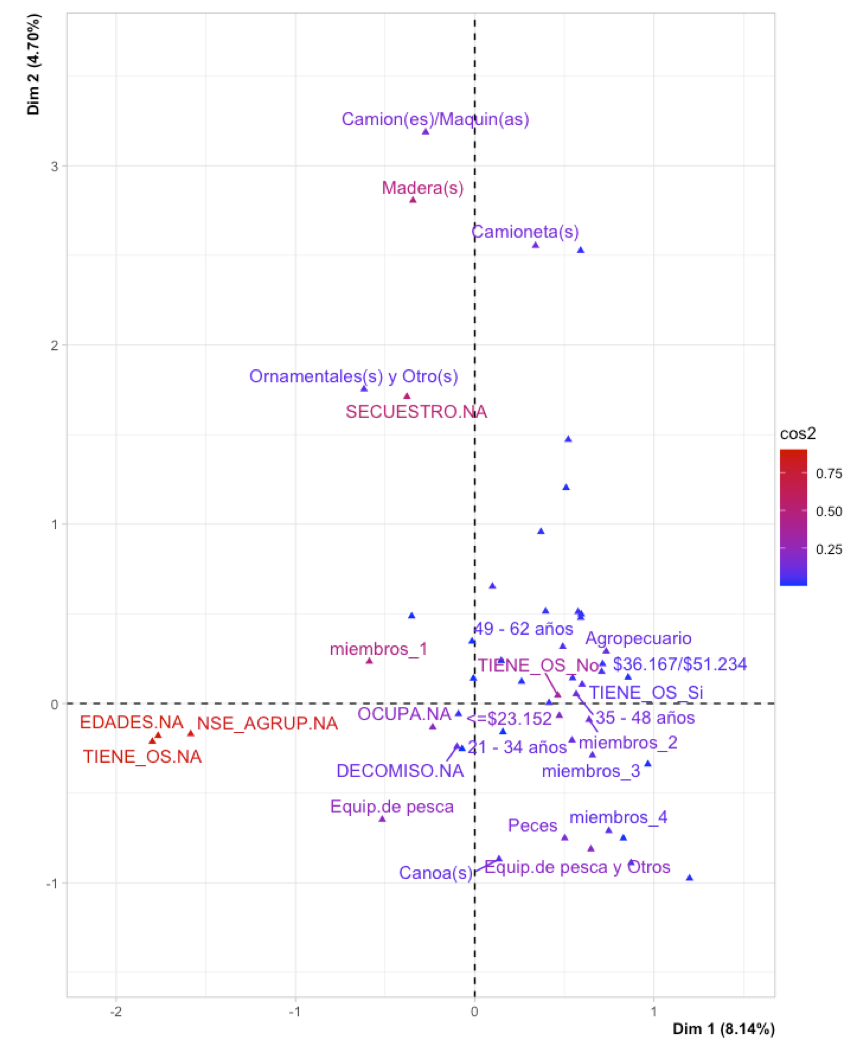 Dim 2 (4.70%)
Camion(es)/Maquin(as)
3
Madera(s)
Camioneta(s)
2
Ornamentales(s) y Otro(s)
SECUESTRO.NA
cos2
0.75
0.50
0.25
1
49 - 62 años
Agropecuario
miembros_1
TIENE_OS_No
$36.167/$51.234
TIENE_OS_Si
0
OCUPA.NA
<=$23.152
35 - 48 años
EDADES.NA
NSE_AGRUP.NA
TIENE_OS.NA
21 - 34 años
miembros_2
DECOMISO.NA
miembros_3
Equip.de pesca
Peces
miembros_4
Canoa(s)
Equip.de pesca y Otros
-1
-2
-1
0
1
Dim 1 (8.14%)